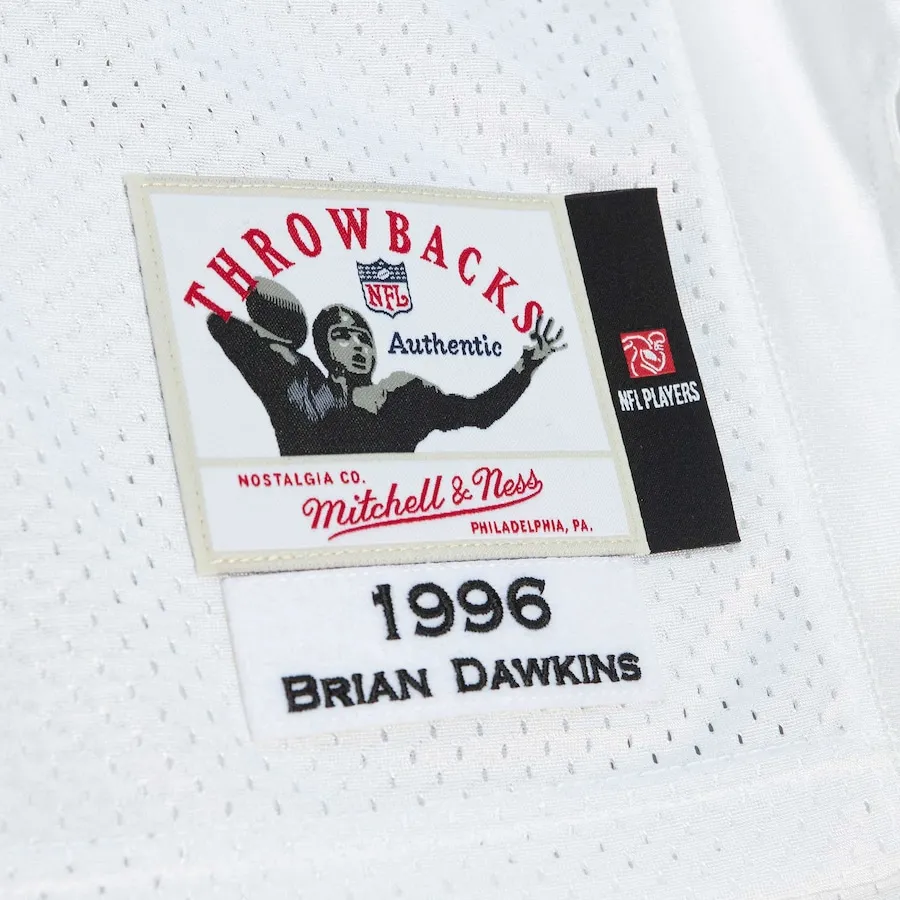 THROWBACKS
NFL
Authentic
NFL PLAYERS
NOSTALGIA CO.
Mitchell & Ness
PHILADELPHIA, PA.
1996
BRIAN DAWKINS